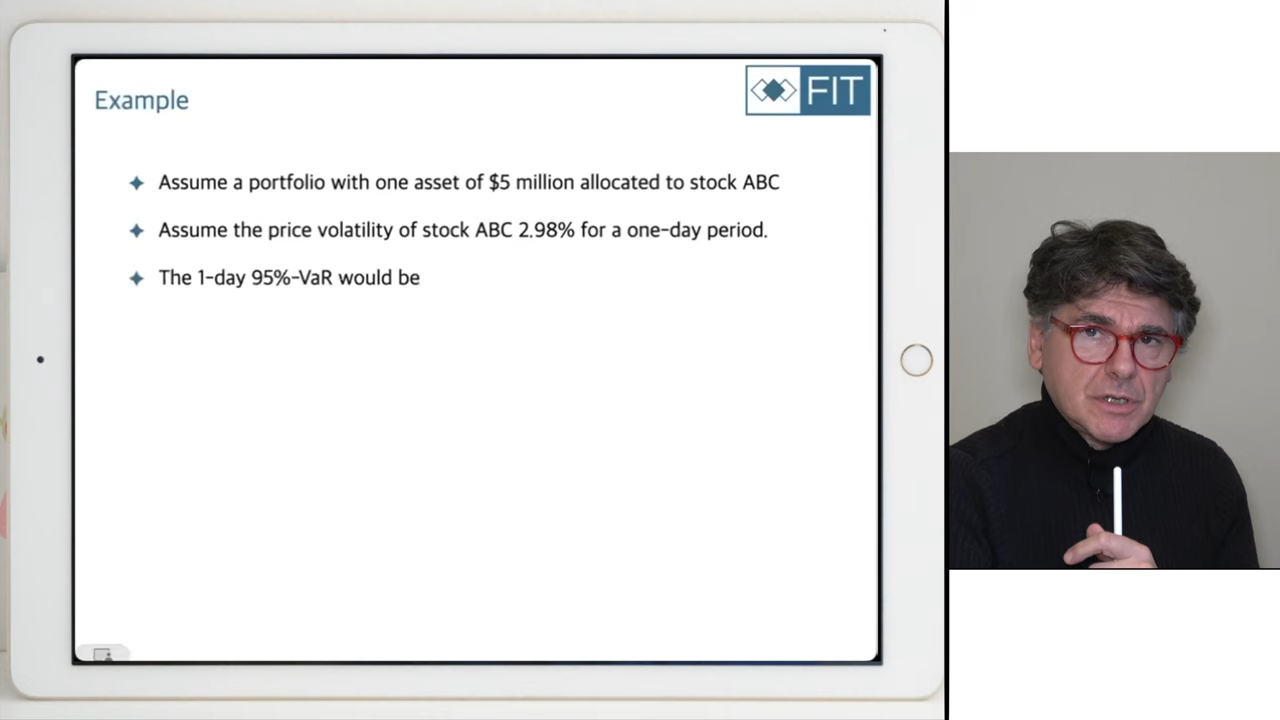 Example
FIT
Assume a portfolio with one asset of $5 million allocated to stock ABC
Assume the price volatility of stock ABC 2.98% for a one-day period.
The 1-day 95%-VaR would be